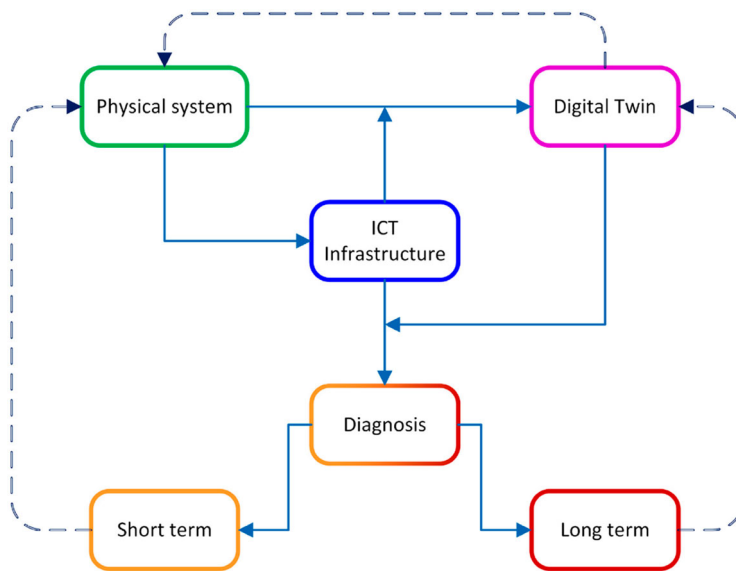 Physical system
Digital Twin
ICT
Infrastructure
Diagnosis
Short term
Long term